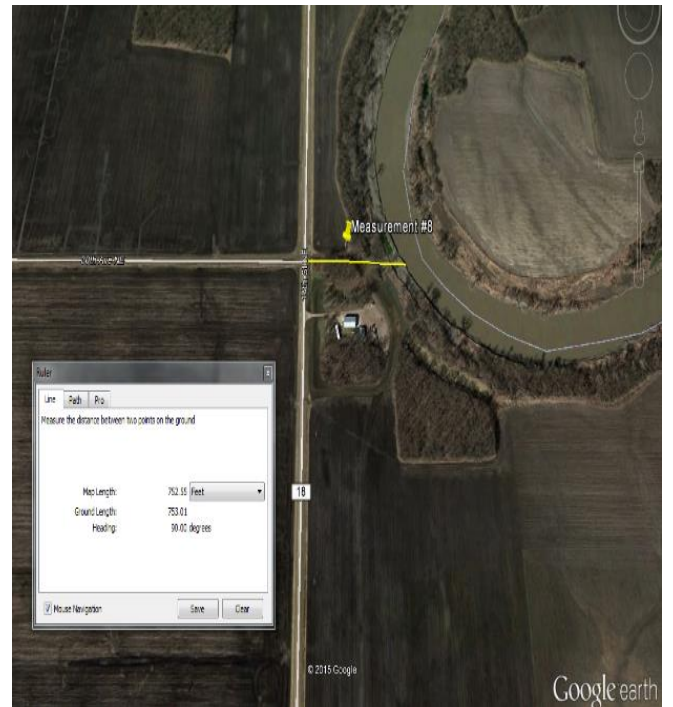 Measurement #8
Ruler
Line Path Pro
Measure the distance between two points on the ground
Map Length: 752.55 Feet
Ground Length: 753.01
Heading: 90.00 degrees
Mouse Navigation Save Clear
18
© 2015 Google
Google earth